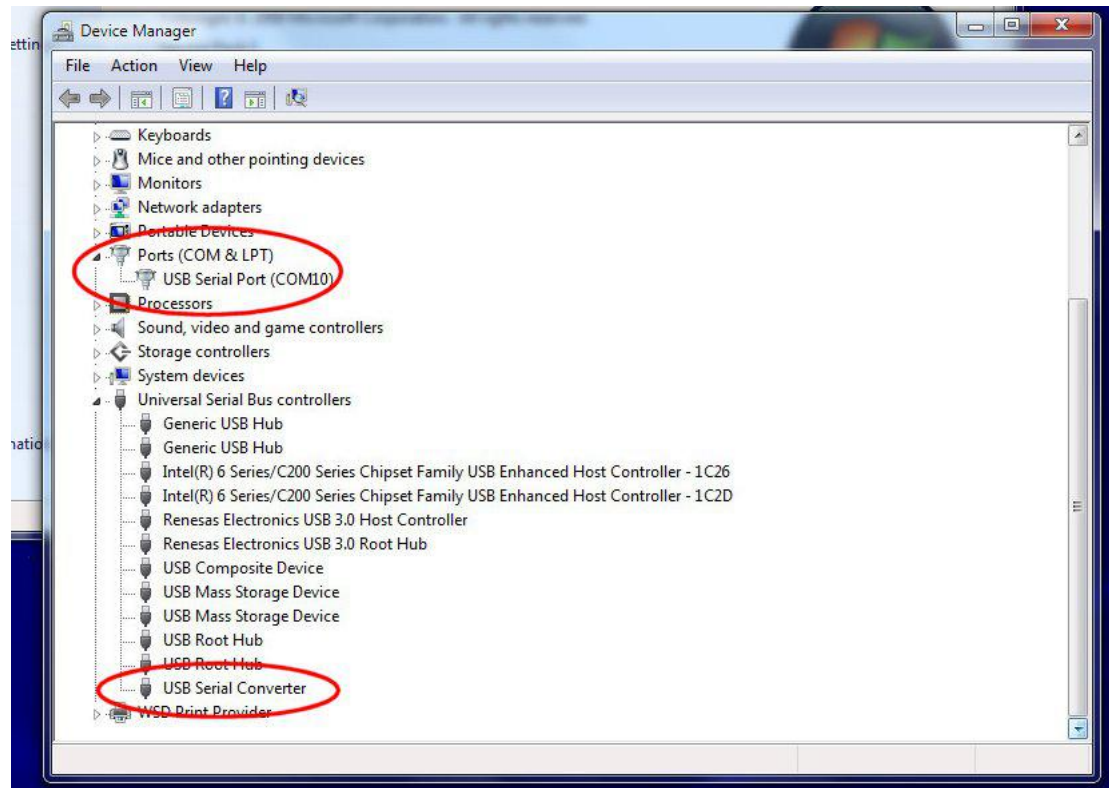 Device Manager
File Action View Help
Keyboards
Mice and other pointing devices
Monitors
Network adapters
Portable Devices
Ports (COM & LPT)
USB Serial Port (COM10)
Processors
Sound, video and game controllers
Storage controllers
System devices
Universal Serial Bus controllers
Generic USB Hub
Generic USB Hub
Intel(R) 6 Series/C200 Series Chipset Family USB Enhanced Host Controller - 1C26
Intel(R) 6 Series/C200 Series Chipset Family USB Enhanced Host Controller - 1C2D
Renesas Electronics USB 3.0 Host Controller
Renesas Electronics USB 3.0 Root Hub
USB Composite Device
USB Mass Storage Device
USB Mass Storage Device
USB Root Hub
USB Root Hub
USB Serial Converter
WSD Print Provider